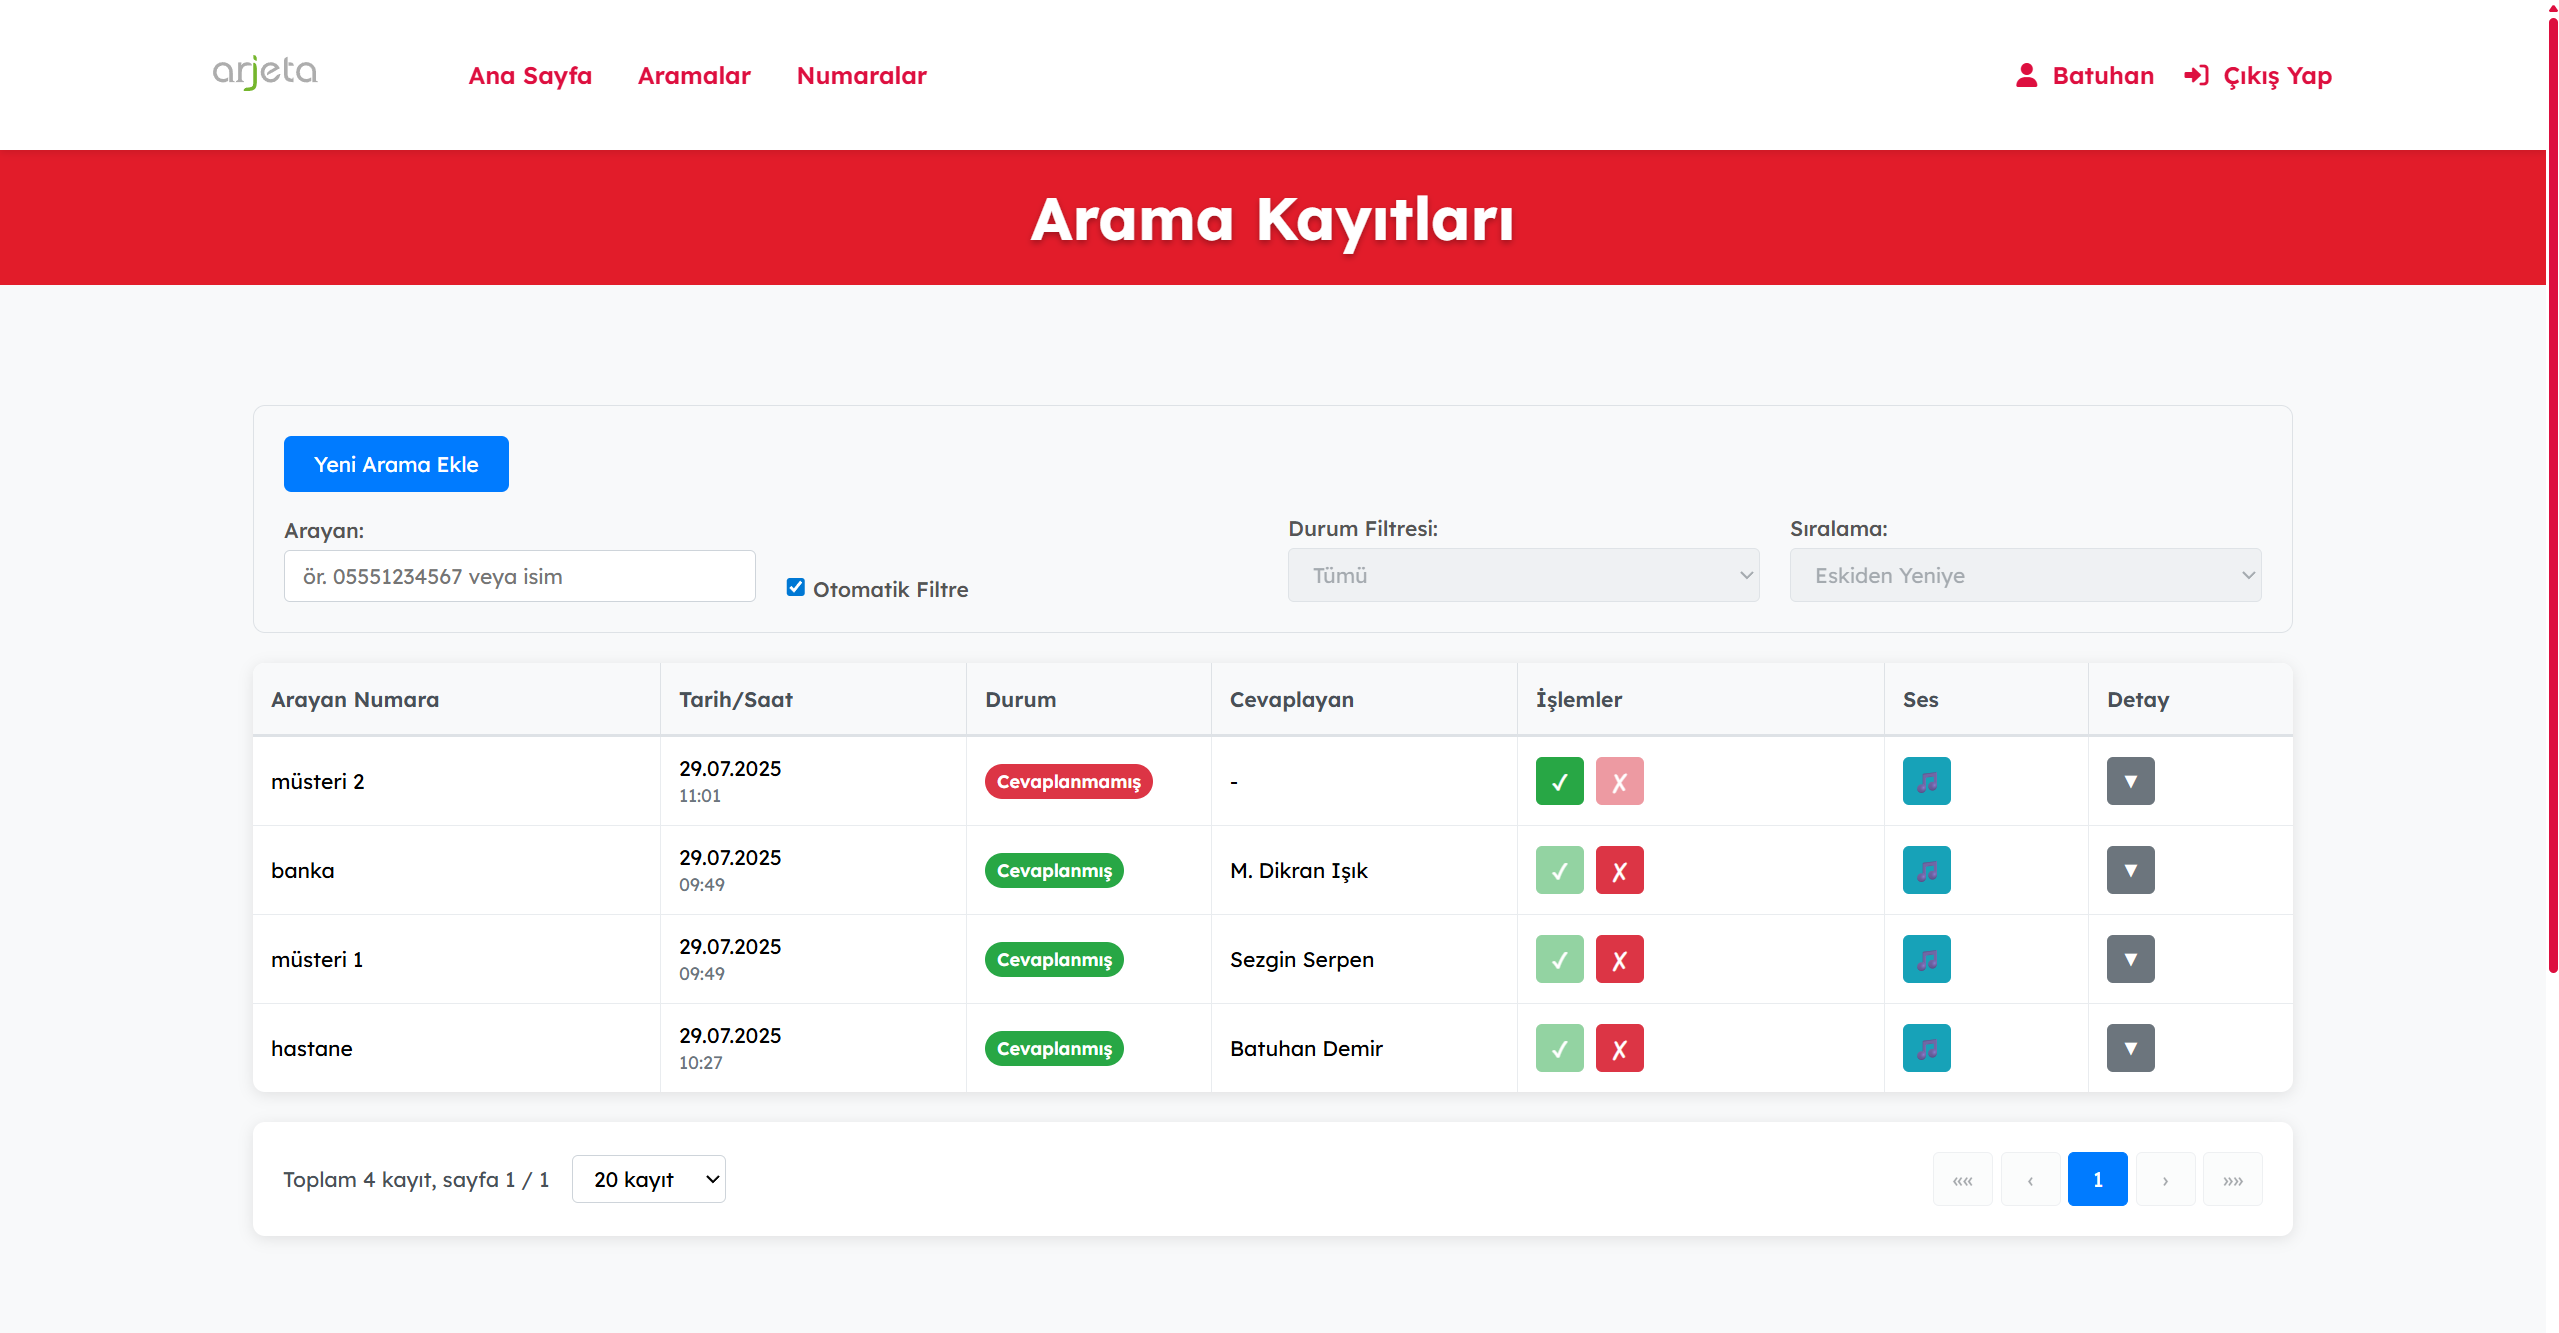 arjeta
Ana Sayfa Aramalar Numaralar
Batuhan Çıkış Yap
Arama Kayıtları
Yeni Arama Ekle
Arayan:
ör. 05551234567 veya isim
Otomatik Filtre
Durum Filtresi:
Tümü
Sıralama:
Eskiden Yeniye
Arayan Numara Tarih/Saat Durum Cevaplayan İşlemler Ses Detay
müsteri 2 29.07.2025 Cevaplanmamış - ✓ ✗ 🎵 ▼
11:01
banka 29.07.2025 Cevaplanmış M. Dikran Işık ✓ ✗ 🎵 ▼
09:49
müsteri 1 29.07.2025 Cevaplanmış Sezgin Serpen ✓ ✗ 🎵 ▼
09:49
hastane 29.07.2025 Cevaplanmış Batuhan Demir ✓ ✗ 🎵 ▼
10:27
Toplam 4 kayıt, sayfa 1 / 1 20 kayıt
«« ‹ 1 › »»